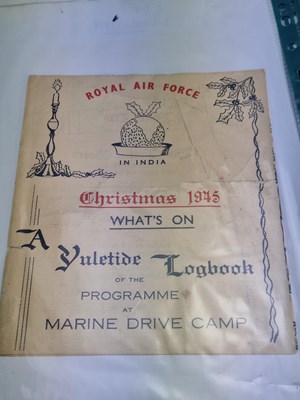 ROYAL AIR FORCE
IN INDIA
Christmas 1945
WHAT'S ON
A Yuletide Logbook
OF THE
PROGRAMME
AT
MARINE DRIVE CAMP